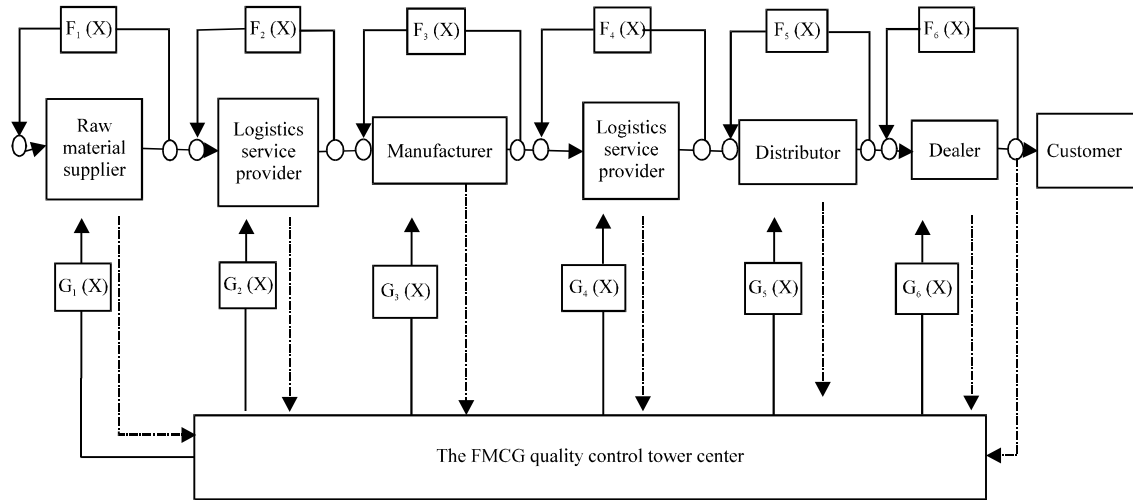 F1 (X)
F2 (X)
F3 (X)
F4 (X)
F5 (X)
F6 (X)
Raw
material
supplier
Logistics
service
provider
Manufacturer
Logistics
service
provider
Distributor
Dealer
Customer
G1 (X)
G2 (X)
G3 (X)
G4 (X)
G5 (X)
G6 (X)
The FMCG quality control tower center